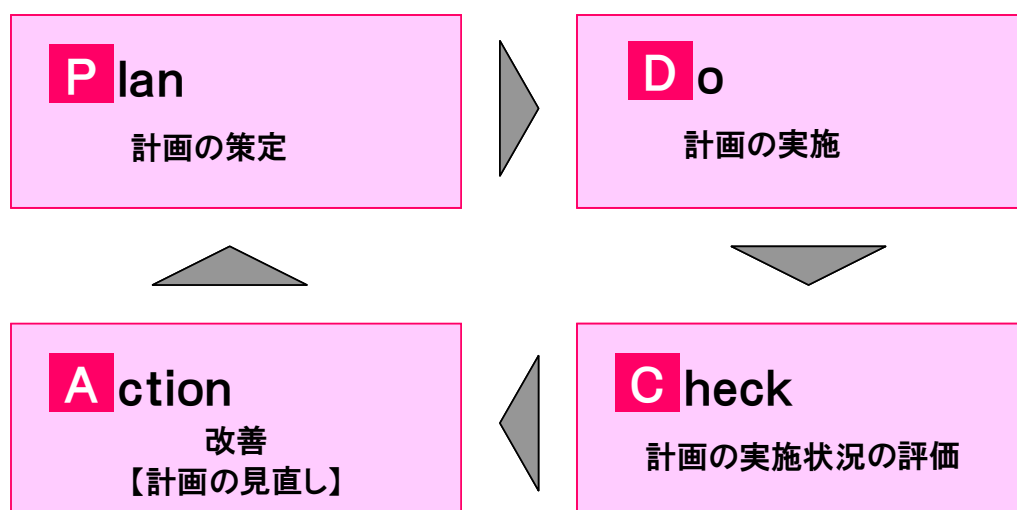 Plan
計画の策定
Do
計画の実施
Action
改善
【計画の見直し】
Check
計画の実施状況の評価